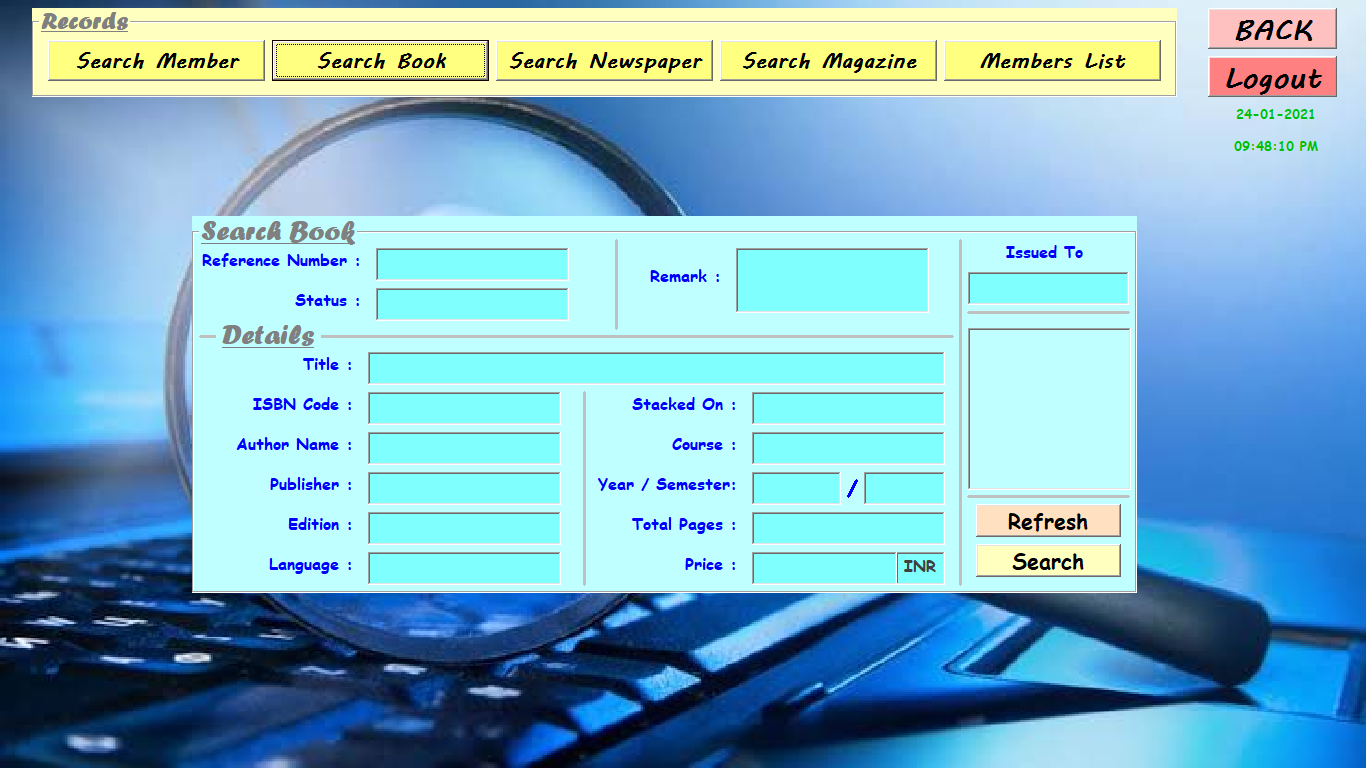 Records
Search Member
Search Book
Search Newspaper
Search Magazine
Members List
BACK
Logout
24-01-2021
09:48:10 PM
Search Book
Reference Number :
Status :
Remark :
Issued To
Details
Title :
ISBN Code :
Stacked On :
Author Name :
Course :
Publisher :
Year / Semester:
/
Edition :
Total Pages :
Language :
Price :
INR
Refresh
Search